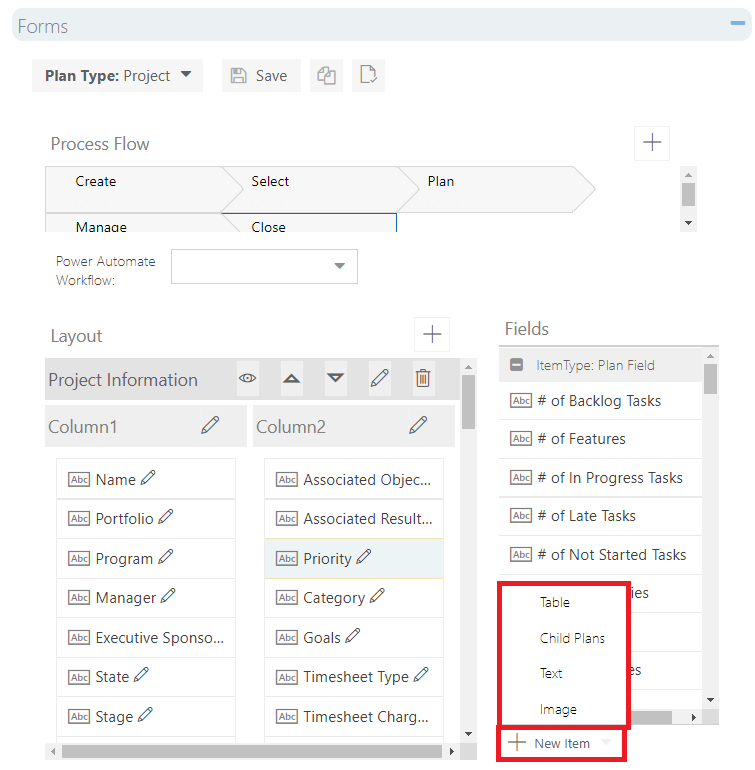 Forms
Plan Type: Project
Save
Process Flow
Create
Select
Plan
Manage
Close
Power Automate
Workflow:
Layout
Project Information
Column1
Column2
Abc Name
Abc Portfolio
Abc Program
Abc Manager
Abc Executive Sponso...
Abc State
Abc Stage
Abc Associated Objec...
Abc Associated Result...
Abc Priority
Abc Category
Abc Goals
Abc Timesheet Type
Abc Timesheet Charg...
Fields
ItemType: Plan Field
Abc # of Backlog Tasks
Abc # of Features
Abc # of In Progress Tasks
Abc # of Late Tasks
Abc # of Not Started Tasks
ies
es
Table
Child Plans
Text
Image
New Item